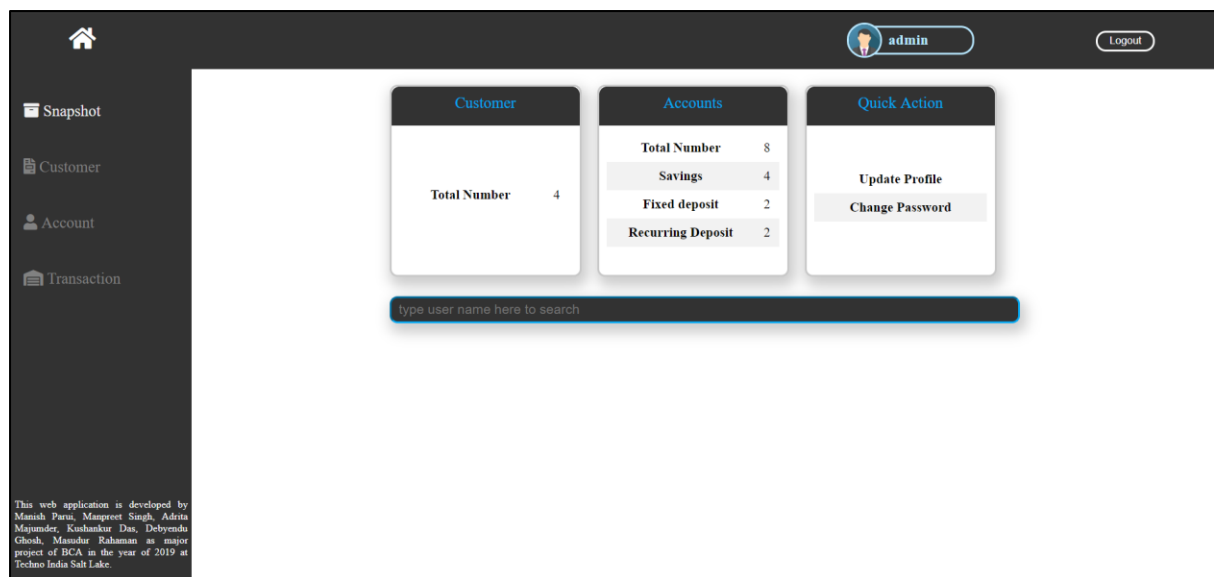 admin
Logout
Snapshot
Customer
Account
Transaction
Customer
Total Number 4
Accounts
Total Number 8
Savings 4
Fixed deposit 2
Recurring Deposit 2
Quick Action
Update Profile
Change Password
type user name here to search
This web application is developed by
Manish Parui, Manpreet Singh, Adrita
Majumder, Kushankur Das, Debyendu
Ghosh, Masudur Rahaman as major
project of BCA in the year of 2019 at
Techno India Salt Lake.